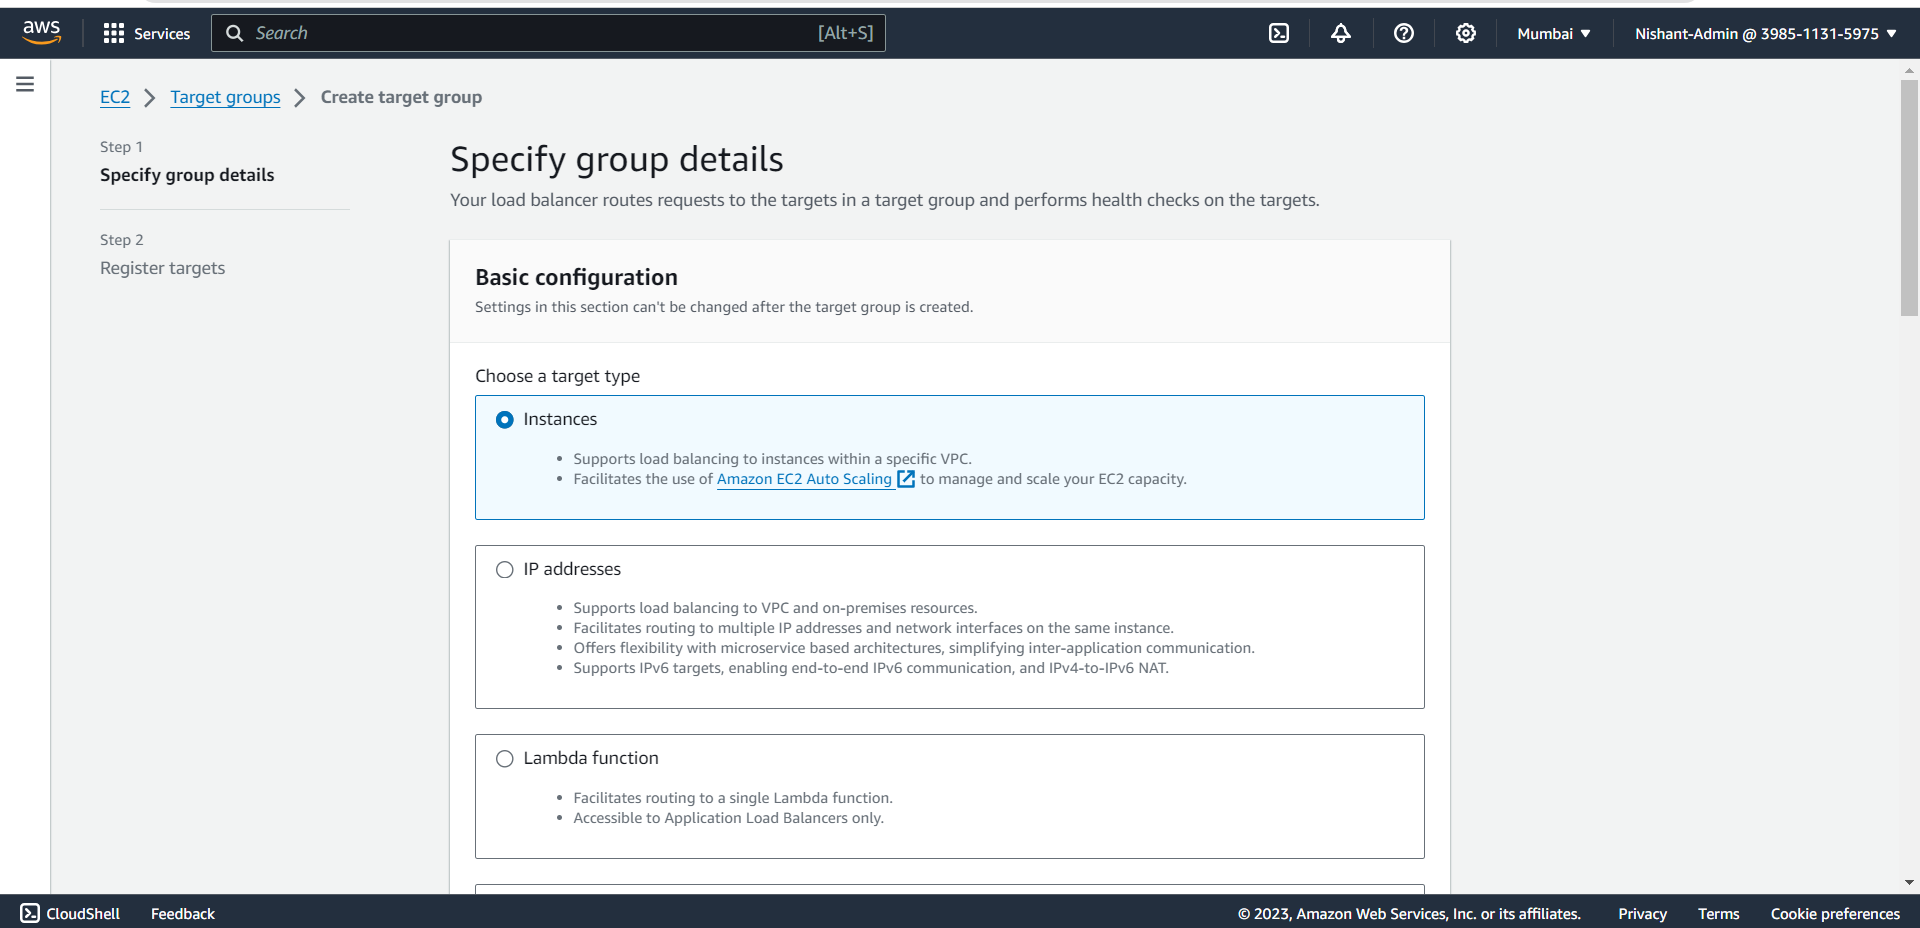 aws Services Search [Alt+S] Mumbai Nishant-Admin @ 3985-1131-5975
EC2 Target groups Create target group
Step 1
Specify group details
Step 2
Register targets
Specify group details
Your load balancer routes requests to the targets in a target group and performs health checks on the targets.
Basic configuration
Settings in this section can't be changed after the target group is created.
Choose a target type
Instances
• Supports load balancing to instances within a specific VPC.
• Facilitates the use of Amazon EC2 Auto Scaling to manage and scale your EC2 capacity.
IP addresses
• Supports load balancing to VPC and on-premises resources.
• Facilitates routing to multiple IP addresses and network interfaces on the same instance.
• Offers flexibility with microservice based architectures, simplifying inter-application communication.
• Supports IPv6 targets, enabling end-to-end IPv6 communication, and IPv4-to-IPv6 NAT.
Lambda function
• Facilitates routing to a single Lambda function.
• Accessible to Application Load Balancers only.
CloudShell Feedback © 2023, Amazon Web Services, Inc. or its affiliates. Privacy Terms Cookie preferences